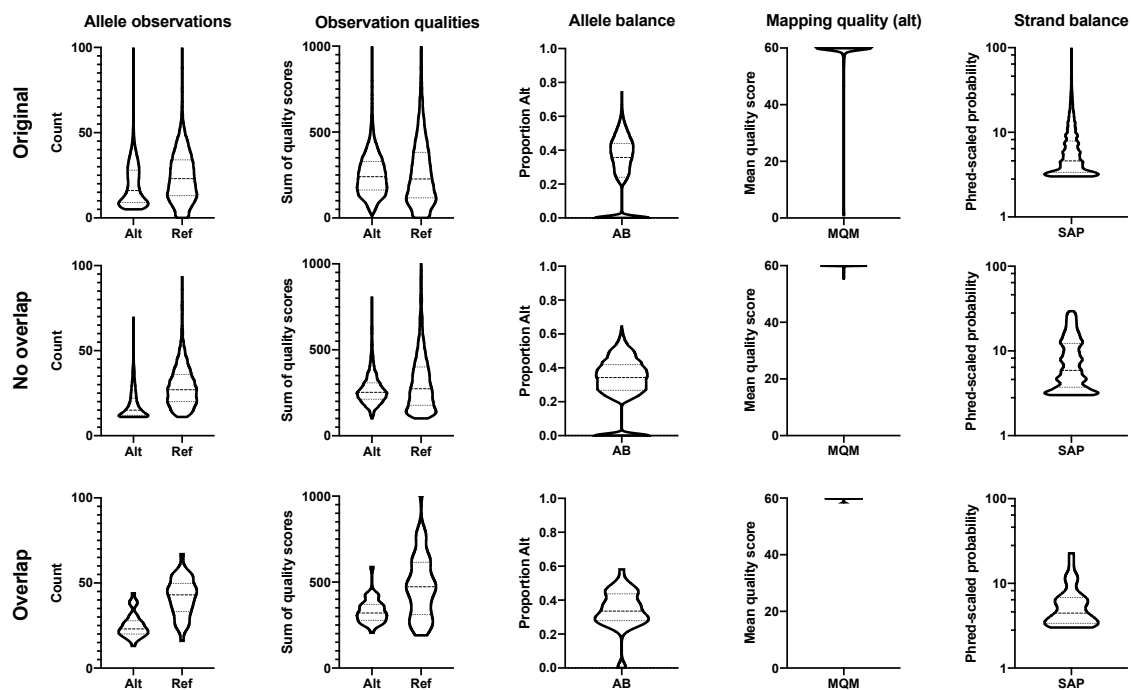 Allele observations
Observation qualities
Allele balance
Mapping quality (alt)
Strand balance
Original
Count
100
50
0
Alt
Ref
Sum of quality scores
1000
500
0
Alt
Ref
Proportion Alt
1.0
0.8
0.6
0.4
0.2
0.0
AB
Mean quality score
60
40
20
0
MQM
Phred-scaled probability
100
10
1
SAP
No overlap
Count
100
50
0
Alt
Ref
Sum of quality scores
1000
500
0
Alt
Ref
Proportion Alt
1.0
0.8
0.6
0.4
0.2
0.0
AB
Mean quality score
60
40
20
0
MQM
Phred-scaled probability
100
10
1
SAP
Overlap
Count
100
50
0
Alt
Ref
Sum of quality scores
1000
500
0
Alt
Ref
Proportion Alt
1.0
0.8
0.6
0.4
0.2
0.0
AB
Mean quality score
60
40
20
0
MQM
Phred-scaled probability
100
10
1
SAP